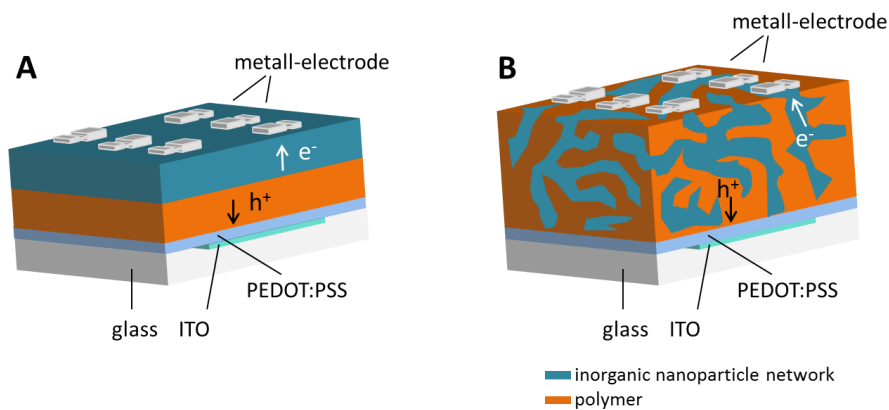 A
metall-electrode
e-
h+
PEDOT:PSS
glass ITO
B
metall-electrode
e-
h+
PEDOT:PSS
glass ITO
inorganic nanoparticle network
polymer